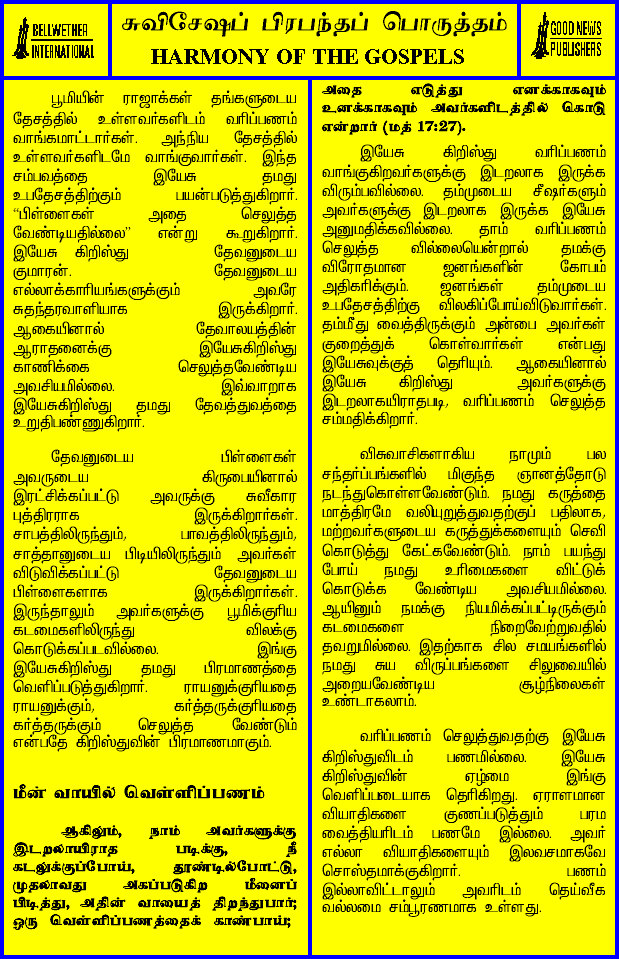 BELLWETHER
INTERNATIONAL
சுவிசேஷப் பிரபந்தப் பொருத்தம்
HARMONY OF THE GOSPELS
GOOD NEWS
PUBLISHERS
பூமியின் ராஜாக்கள் தங்களுடைய
தேசத்தில் உள்ளவர்களிடம் வரிப்பணம்
வாங்கமாட்டார்கள். அந்நிய தேசத்தில்
உள்ளவர்களிடமே வாங்குவார்கள். இந்த
சம்பவத்தை இயேசு தமது
உபதேசத்திற்கும் பயன்படுத்துகிறார்.
“பிள்ளைகள் அதை செலுத்த
வேண்டியதில்லை” என்று கூறுகிறார்.
இயேசு கிறிஸ்து தேவனுடைய
குமாரன். தேவனுடைய
எல்லாக்காரியங்களுக்கும் அவரே
சுதந்தரவாளியாக இருக்கிறார்.
ஆகையினால் தேவாலயத்தின்
ஆராதனைக்கு இயேசுகிறிஸ்து
காணிக்கை செலுத்தவேண்டிய
அவசியமில்லை. இவ்வாறாக
இயேசுகிறிஸ்து தமது தேவத்துவத்தை
உறுதிபண்ணுகிறார்.
தேவனுடைய பிள்ளைகள்
அவருடைய கிருபையினால்
இரட்சிக்கப்பட்டு அவருக்கு சுவீகார
புத்திரராக இருக்கிறார்கள்.
சாபத்திலிருந்தும், பாவத்திலிருந்தும்,
சாத்தானுடைய பிடியிலிருந்தும் அவர்கள்
விடுவிக்கப்பட்டு தேவனுடைய
பிள்ளைகளாக இருக்கிறார்கள்.
இருந்தாலும் அவர்களுக்கு பூமிக்குரிய
கடமைகளிலிருந்து விலக்கு
கொடுக்கப்படவில்லை. இங்கு
இயேசுகிறிஸ்து தமது பிரமாணத்தை
வெளிப்படுத்துகிறார். ராயனுக்குரியதை
ராயனுக்கும், கர்த்தருக்குரியதை
கர்த்தருக்கும் செலுத்த வேண்டும்
என்பதே கிறிஸ்துவின் பிரமாணமாகும்.
மீன் வாயில் வெள்ளிப்பணம்
ஆகிலும், நாம் அவர்களுக்கு
இடறலாயிராத படிக்கு, நீ
கடலுக்குப்போய், தூண்டில்போட்டு,
முதலாவது அகப்படுகிற மீனைப்
பிடித்து, அதின் வாயைத் திறந்துபார்;
ஒரு வெள்ளிப்பணத்தைக் காண்பாய்;
அதை எடுத்து எனக்காகவும்
உனக்காகவும் அவர்களிடத்தில் கொடு
என்றார் (மத் 17:27).
இயேசு கிறிஸ்து வரிப்பணம்
வாங்குகிறவர்களுக்கு இடறலாக இருக்க
விரும்பவில்லை. தம்முடைய சீஷர்களும்
அவர்களுக்கு இடறலாக இருக்க இயேசு
அனுமதிக்கவில்லை. தாம் வரிப்பணம்
செலுத்த வில்லையென்றால் தமக்கு
விரோதமான ஜனங்களின் கோபம்
அதிகரிக்கும். ஜனங்கள் தம்முடைய
உபதேசத்திற்கு விலகிப்போய்விடுவார்கள்.
தம்மீது வைத்திருக்கும் அன்பை அவர்கள்
குறைத்துக் கொள்வார்கள் என்பது
இயேசுவுக்குத் தெரியும். ஆகையினால்
இயேசு கிறிஸ்து அவர்களுக்கு
இடறலாகயிராதபடி, வரிப்பணம் செலுத்த
சம்மதிக்கிறார்.
விசுவாசிகளாகிய நாமும் பல
சந்தர்ப்பங்களில் மிகுந்த ஞானத்தோடு
நடந்துகொள்ளவேண்டும். நமது கருத்தை
மாத்திரமே வலியுறுத்துவதற்குப் பதிலாக,
மற்றவர்களுடைய கருத்துக்களையும் செவி
கொடுத்து கேட்கவேண்டும். நாம் பயந்து
போய் நமது உரிமைகளை விட்டுக்
கொடுக்க வேண்டிய அவசியமில்லை.
ஆயினும் நமக்கு நியமிக்கப்பட்டிருக்கும்
கடமைகளை நிறைவேற்றுவதில்
தவறுமில்லை. இதற்காக சில சமயங்களில்
நமது சுய விருப்பங்களை சிலுவையில்
அறையவேண்டிய சூழ்நிலைகள்
உண்டாகலாம்.
வரிப்பணம் செலுத்துவதற்கு இயேசு
கிறிஸ்துவிடம் பணமில்லை. இயேசு
கிறிஸ்துவின் ஏழ்மை இங்கு
வெளிப்படையாக தெரிகிறது. ஏராளமான
வியாதிகளை குணப்படுத்தும் பரம
வைத்தியரிடம் பணமே இல்லை. அவர்
எல்லா வியாதிகளையும் இலவசமாகவே
சொஸ்தமாக்குகிறார். பணம்
இல்லாவிட்டாலும் அவரிடம் தெய்வீக
வல்லமை சம்பூரணமாக உள்ளது.